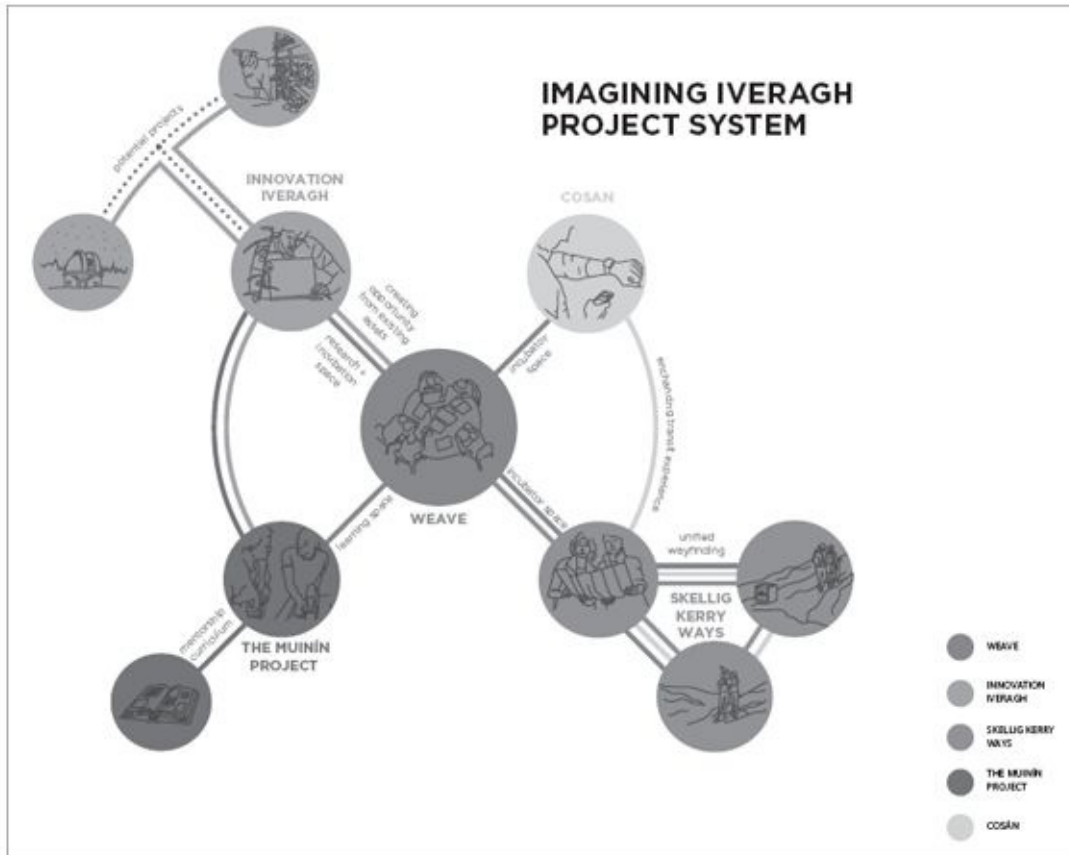 IMAGINING IVERAGH
PROJECT SYSTEM
potential projects
INNOVATION
IVERAGH
COSAN
creating
opportunity
from existing
assets
research +
incubation
space
incubator
space
enchanting transit experience
WEAVE
learning space
incubator space
unified
wayfinding
SKELLIG
KERRY
WAYS
mentorship
curriculum
THE MUINÍN
PROJECT
WEAVE
INNOVATION
IVERAGH
SKELLIG KERRY
WAYS
THE MUINÍN
PROJECT
COSÁN